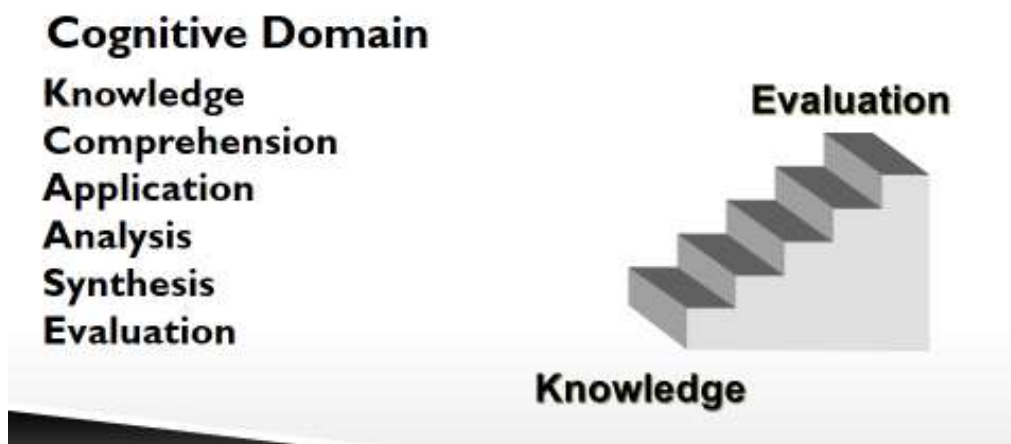 Cognitive Domain
Knowledge
Comprehension
Application
Analysis
Synthesis
Evaluation
Evaluation
Knowledge